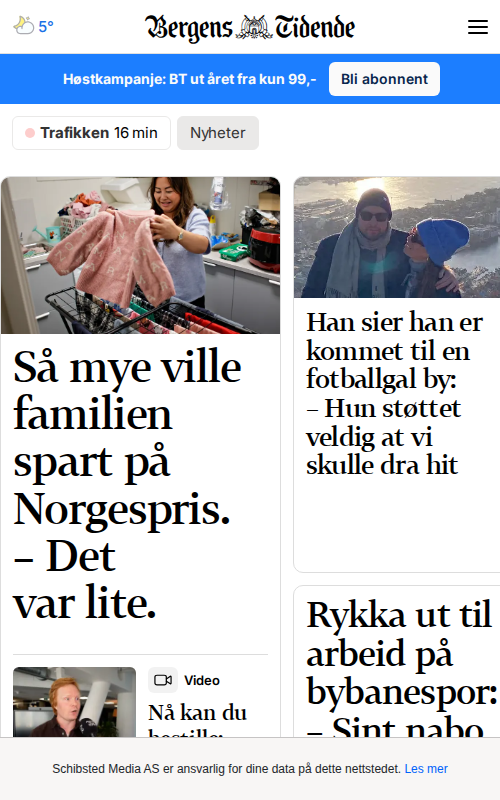 5°
Bergens Tidende
Høstkampanje: BT ut året fra kun 99,-
Bli abonnent
Trafikken 16 min
Nyheter
Så mye ville
familien
spart på
Norgespris.
– Det
var lite.
Video
Nå kan du
bestille:
Han sier han er
kommet til en
fotballgal by:
– Hun støttet
veldig at vi
skulle dra hit
Rykka ut til
arbeid på
bybanespor:
– Sint nabo
Schibsted Media AS er ansvarlig for dine data på dette nettstedet. Les mer